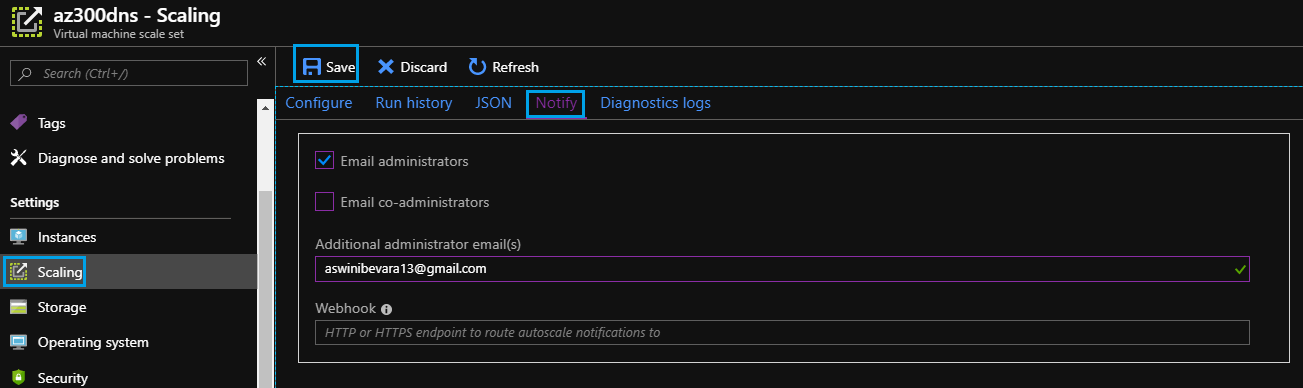 az300dns - Scaling
Virtual machine scale set
Search (Ctrl+/)
«
Tags
Diagnose and solve problems
Settings
Instances
Scaling
Storage
Operating system
Security
Save Discard Refresh
Configure Run history JSON Notify Diagnostics logs
Email administrators
Email co-administrators
Additional administrator email(s)
aswinibevara13@gmail.com
Webhook
HTTP or HTTPS endpoint to route autoscale notifications to